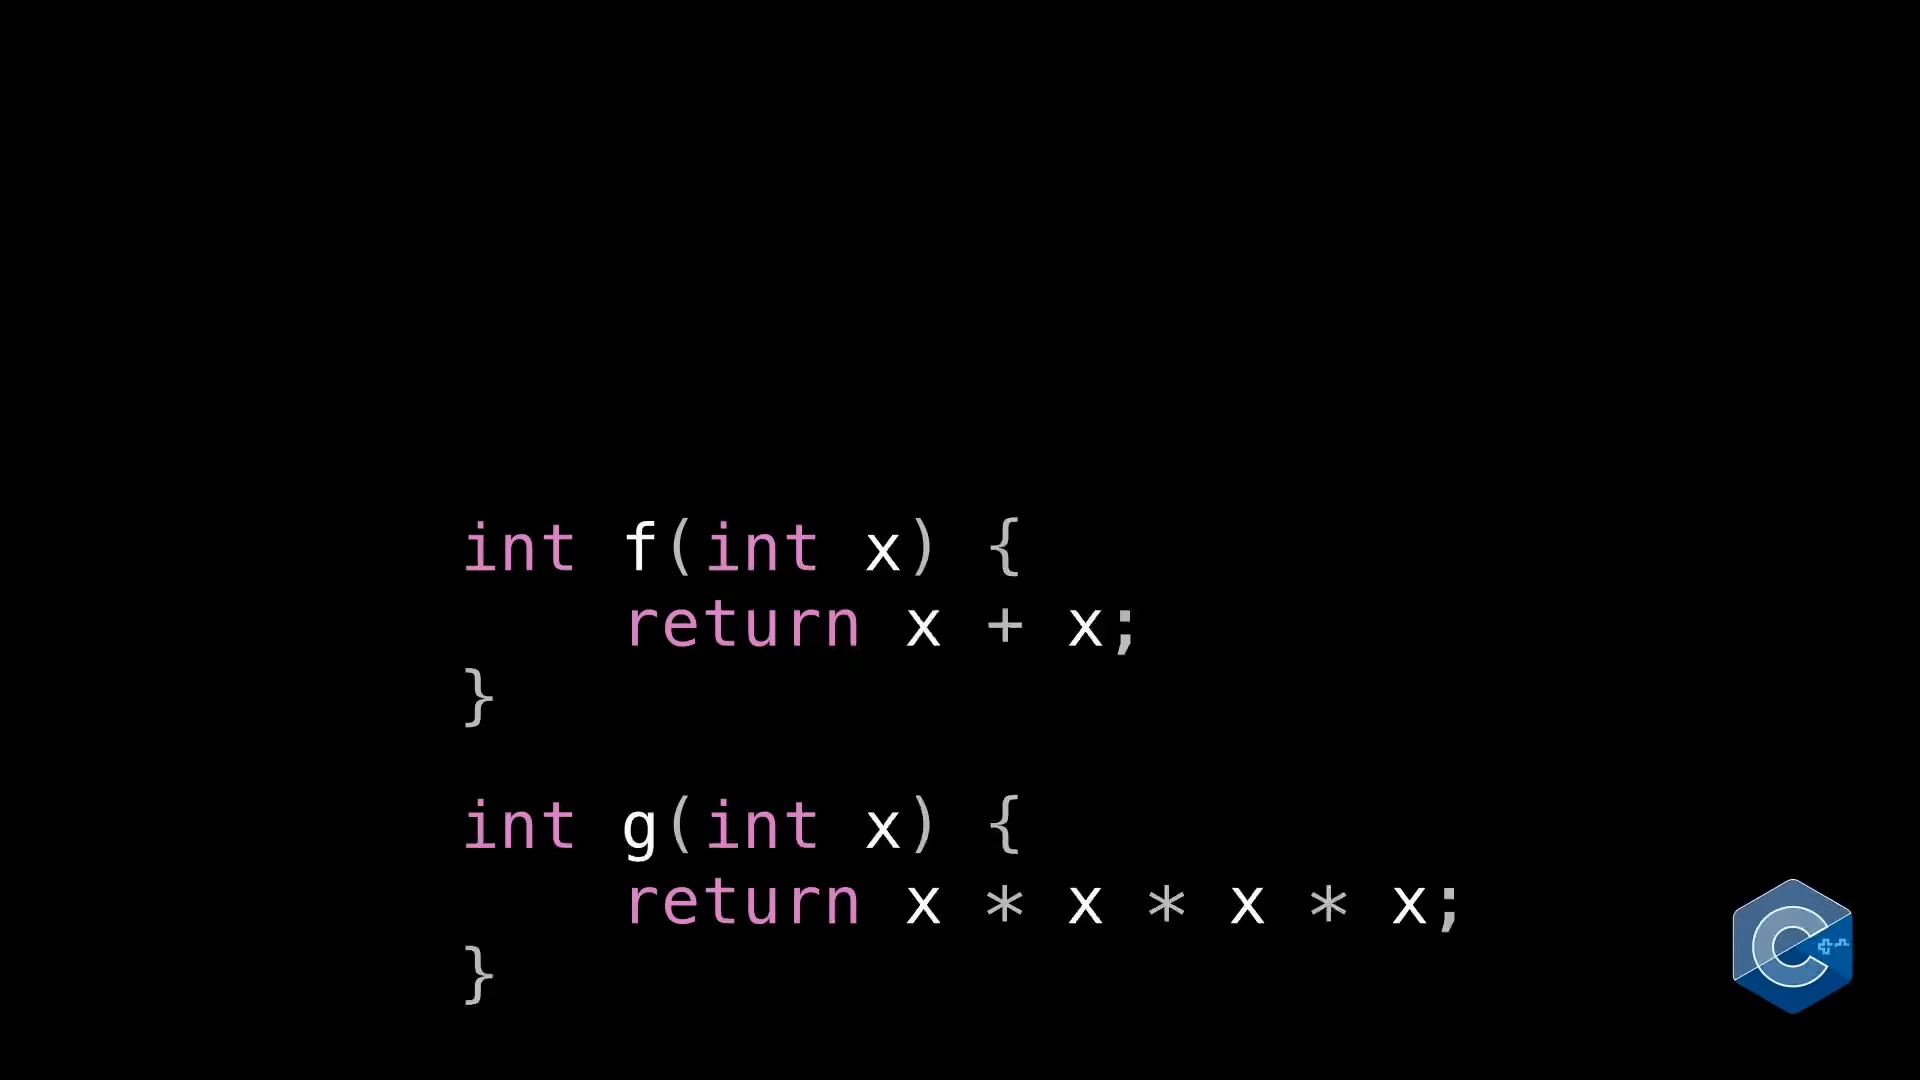 int f(int x) {
    return x + x;
}
int g(int x) {
    return x * x * x * x;
}
C++